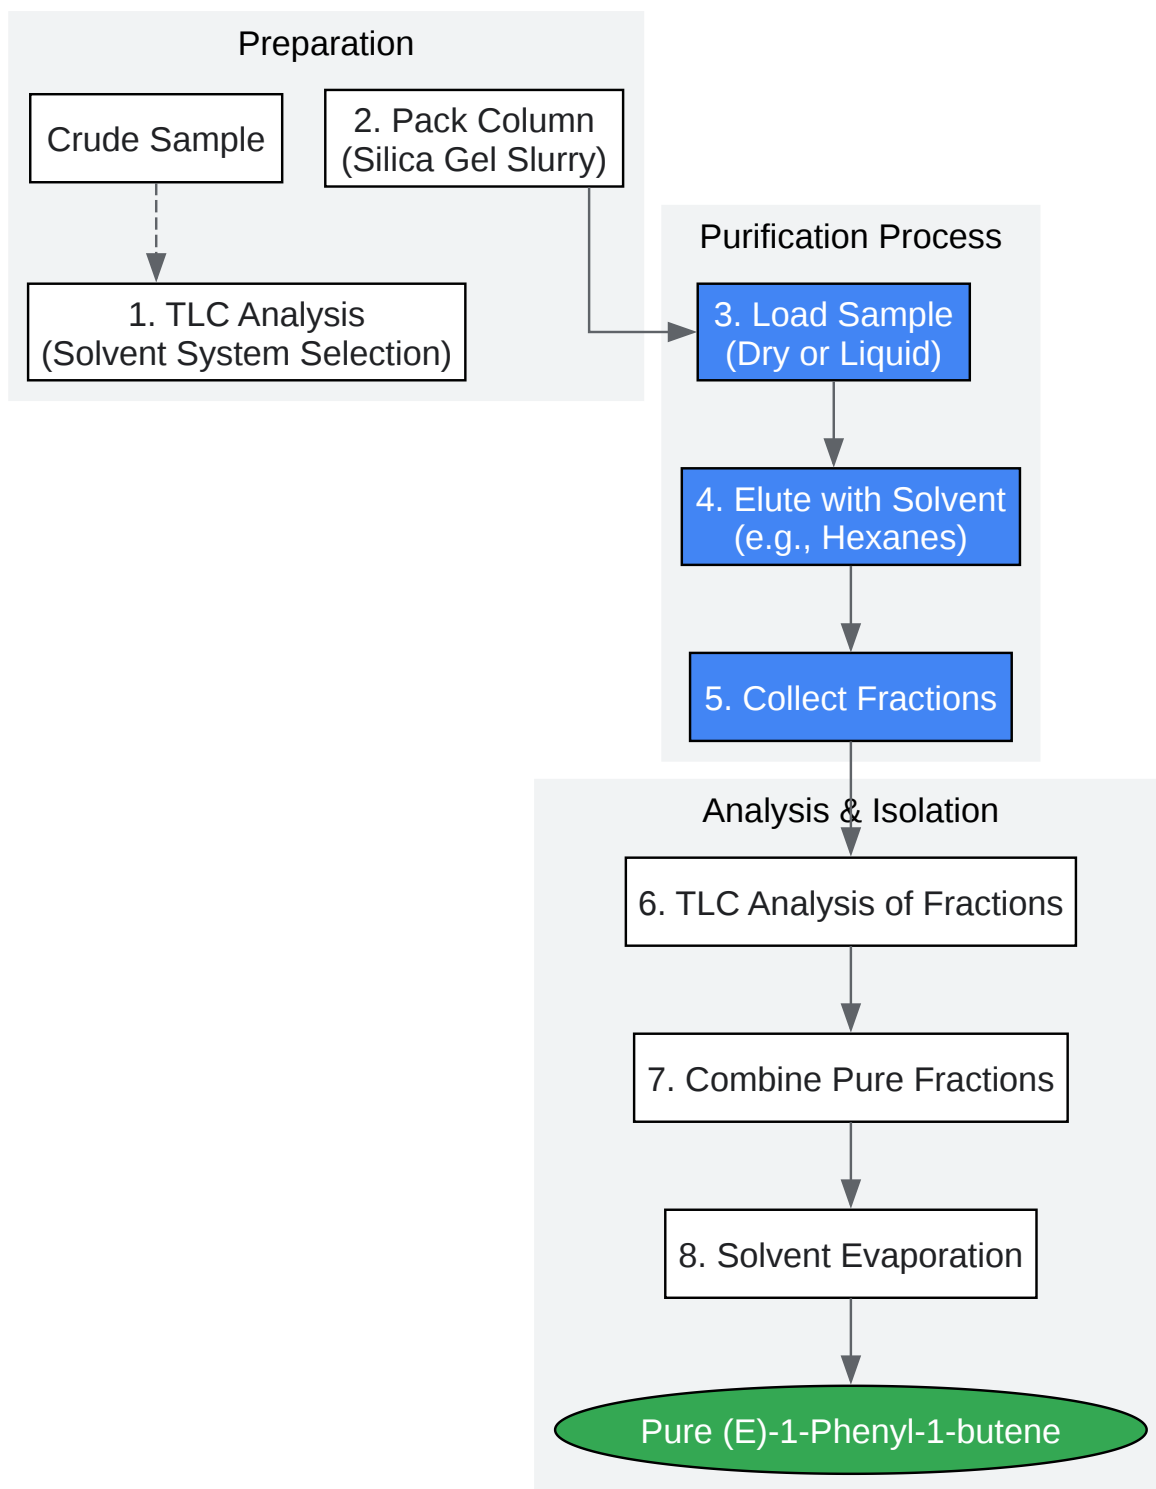 Preparation
Crude Sample
2. Pack Column
(Silica Gel Slurry)
1. TLC Analysis
(Solvent System Selection)
Purification Process
3. Load Sample
(Dry or Liquid)
4. Elute with Solvent
(e.g., Hexanes)
5. Collect Fractions
Analysis & Isolation
6. TLC Analysis of Fractions
7. Combine Pure Fractions
8. Solvent Evaporation
Pure (E)-1-Phenyl-1-butene